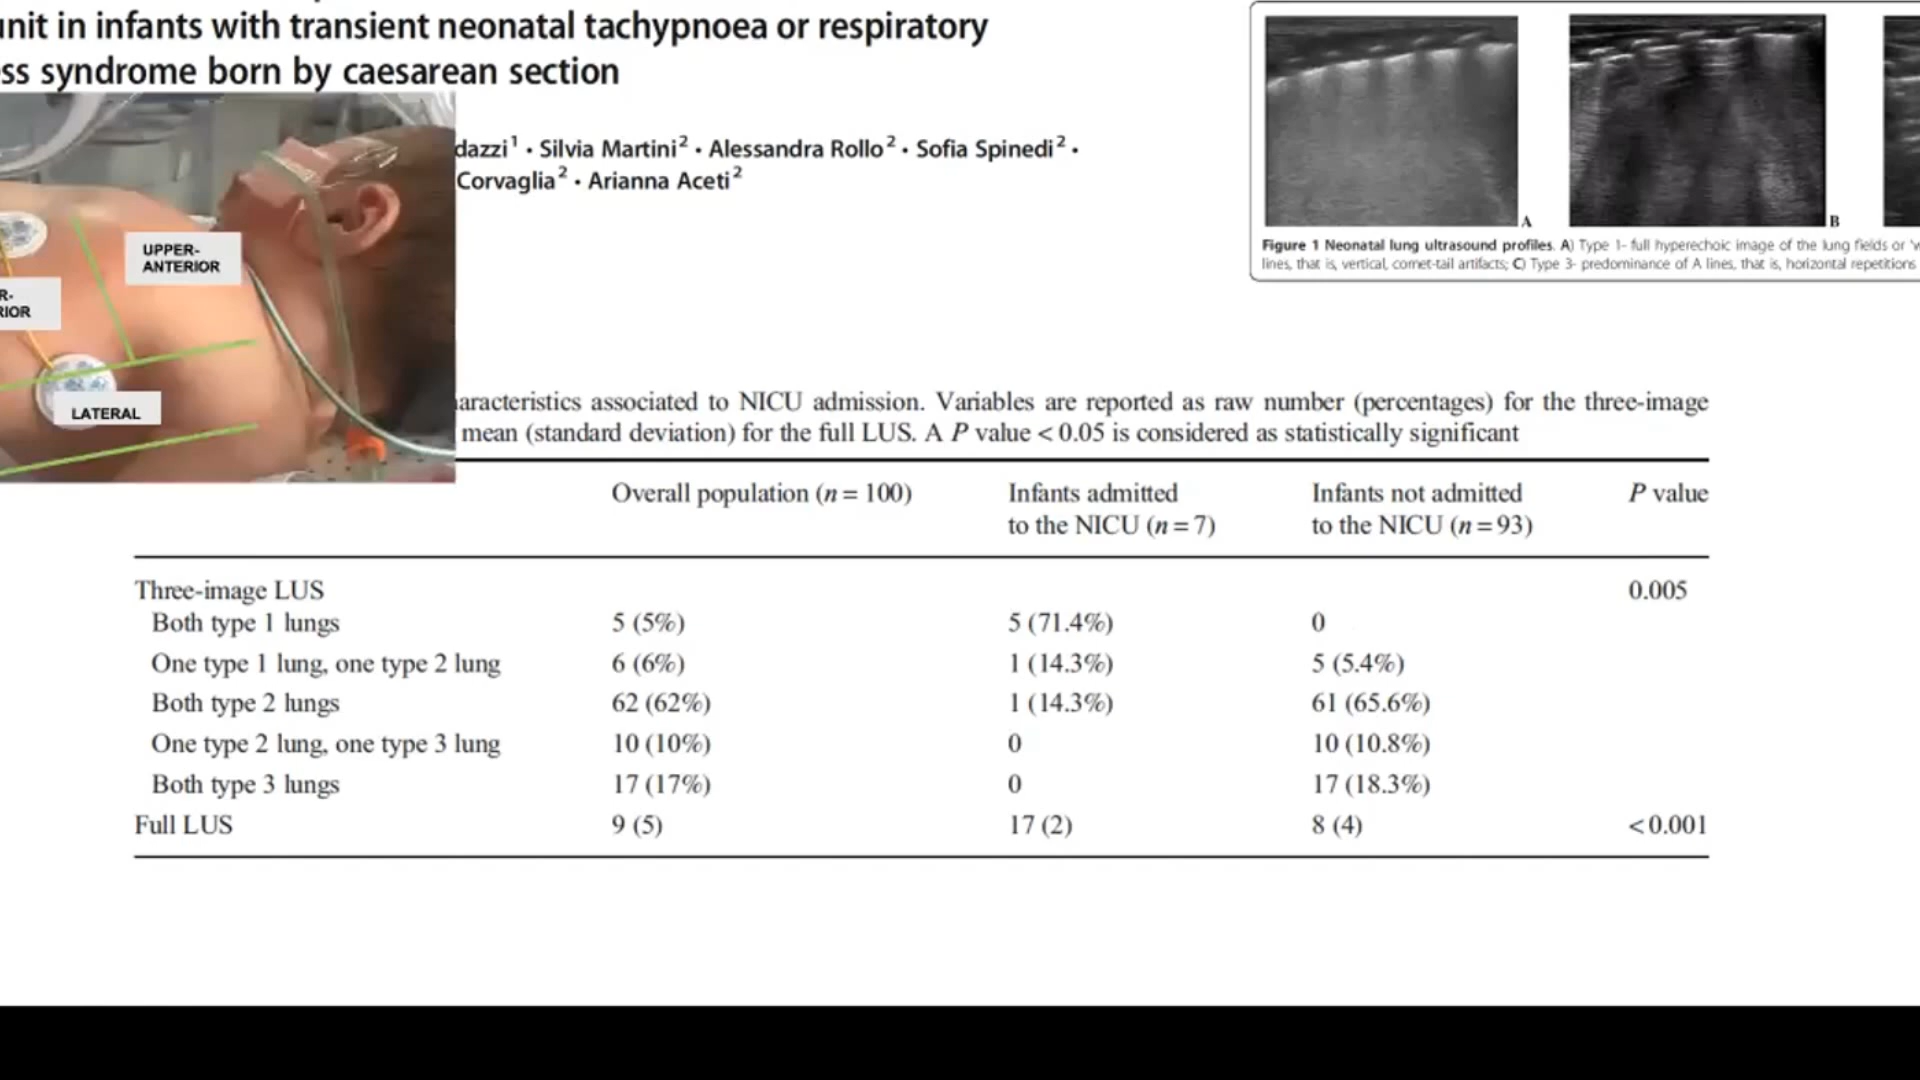 unit in infants with transient neonatal tachypnoea or respiratory
ss syndrome born by caesarean section
dazzi1 · Silvia Martini2 · Alessandra Rollo2 · Sofia Spinedi2 ·
Corvaglia2 · Arianna Aceti2
UPPER-
ANTERIOR
LATERAL
A
B
Figure 1 Neonatal lung ultrasound profiles. A) Type 1- full hyperechoic image of the lung fields or
lines, that is, vertical, comet-tail artifacts; C) Type 3- predominance of A lines, that is, horizontal repetitions
characteristics associated to NICU admission. Variables are reported as raw number (percentages) for the three-image
mean (standard deviation) for the full LUS. A P value < 0.05 is considered as statistically significant
Overall population (n = 100) Infants admitted to the NICU (n = 7) Infants not admitted to the NICU (n = 93) P value
Three-image LUS 0.005
Both type 1 lungs 5 (5%) 5 (71.4%) 0
One type 1 lung, one type 2 lung 6 (6%) 1 (14.3%) 5 (5.4%)
Both type 2 lungs 62 (62%) 1 (14.3%) 61 (65.6%)
One type 2 lung, one type 3 lung 10 (10%) 0 10 (10.8%)
Both type 3 lungs 17 (17%) 0 17 (18.3%)
Full LUS 9 (5) 17 (2) 8 (4) <0.001